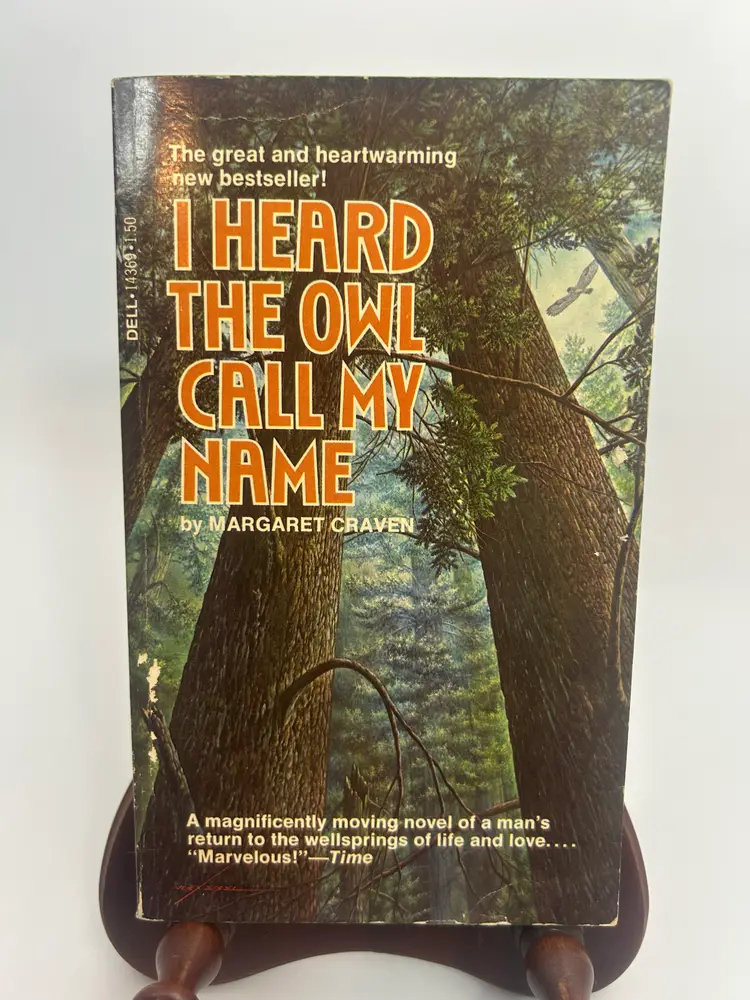 The great and heartwarming
new bestseller!
I HEARD
THE OWL
CALL MY
NAME
by MARGARET CRAVEN
DELL • 14369 • 1.50
A magnificently moving novel of a man's
return to the wellsprings of life and love....
“Marvelous!”—Time